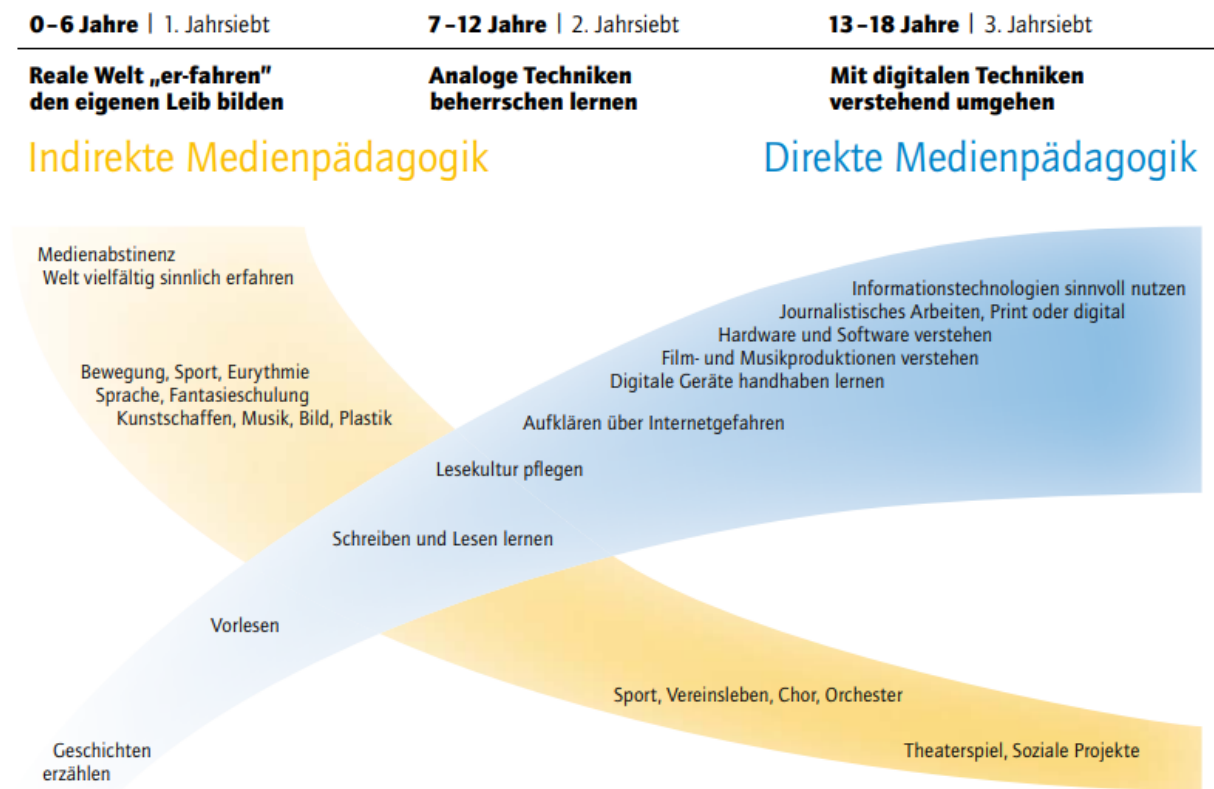 0–6 Jahre | 1. Jahrsiebt
7–12 Jahre | 2. Jahrsiebt
13–18 Jahre | 3. Jahrsiebt
Reale Welt „er-fahren”
den eigenen Leib bilden
Analoge Techniken
beherrschen lernen
Mit digitalen Techniken
verstehend umgehen
Indirekte Medienpädagogik
Direkte Medienpädagogik
Medienabstinenz
Welt vielfältig sinnlich erfahren
Bewegung, Sport, Eurythmie
Sprache, Fantasieschulung
Kunstschaffen, Musik, Bild, Plastik
Informationstechnologien sinnvoll nutzen
Journalistisches Arbeiten, Print oder digital
Hardware und Software verstehen
Film- und Musikproduktionen verstehen
Digitale Geräte handhaben lernen
Aufklären über Internetgefahren
Lesekultur pflegen
Schreiben und Lesen lernen
Vorlesen
Geschichten
erzählen
Sport, Vereinsleben, Chor, Orchester
Theaterspiel, Soziale Projekte